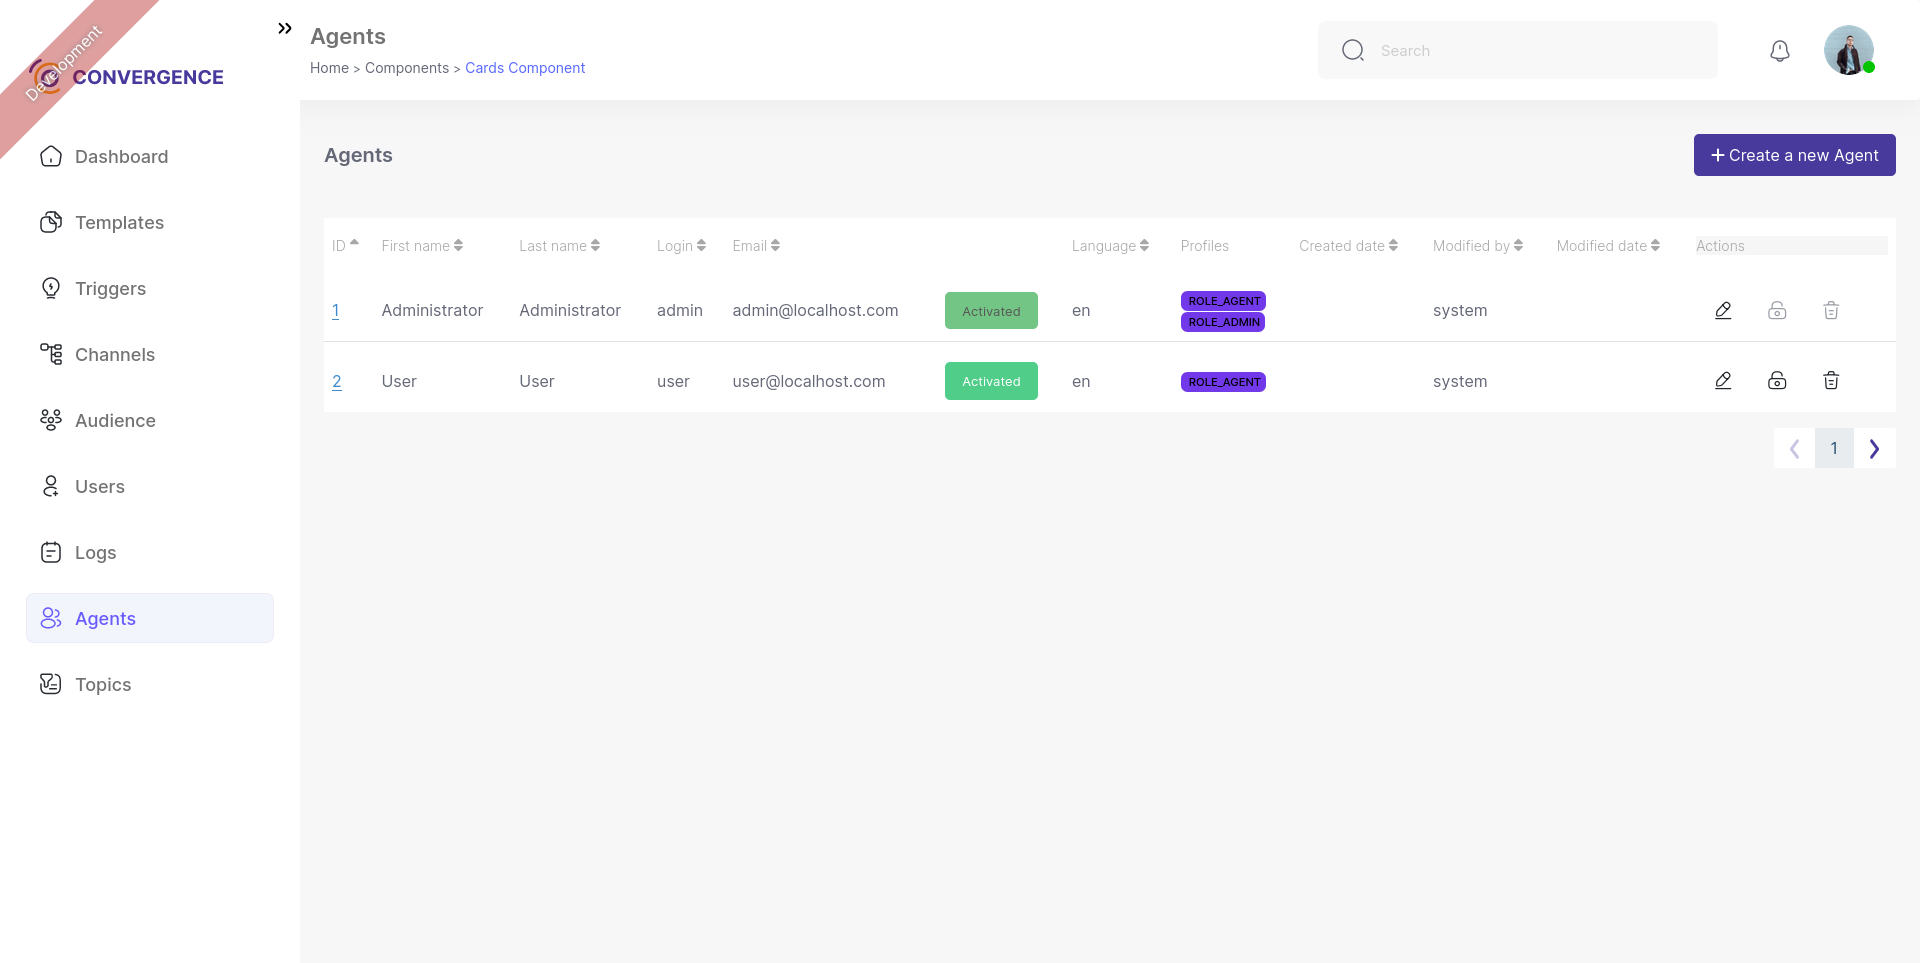 Development
CONVERGENCE
Dashboard
Templates
Triggers
Channels
Audience
Users
Logs
Agents
Topics
Agents
Home > Components > Cards Component
Search
Agents
+ Create a new Agent
ID First name Last name Login Email Language Profiles Created date Modified by Modified date Actions
1 Administrator Administrator admin admin@localhost.com Activated en ROLE_AGENT ROLE_ADMIN system
2 User User user user@localhost.com Activated en ROLE_AGENT system
1